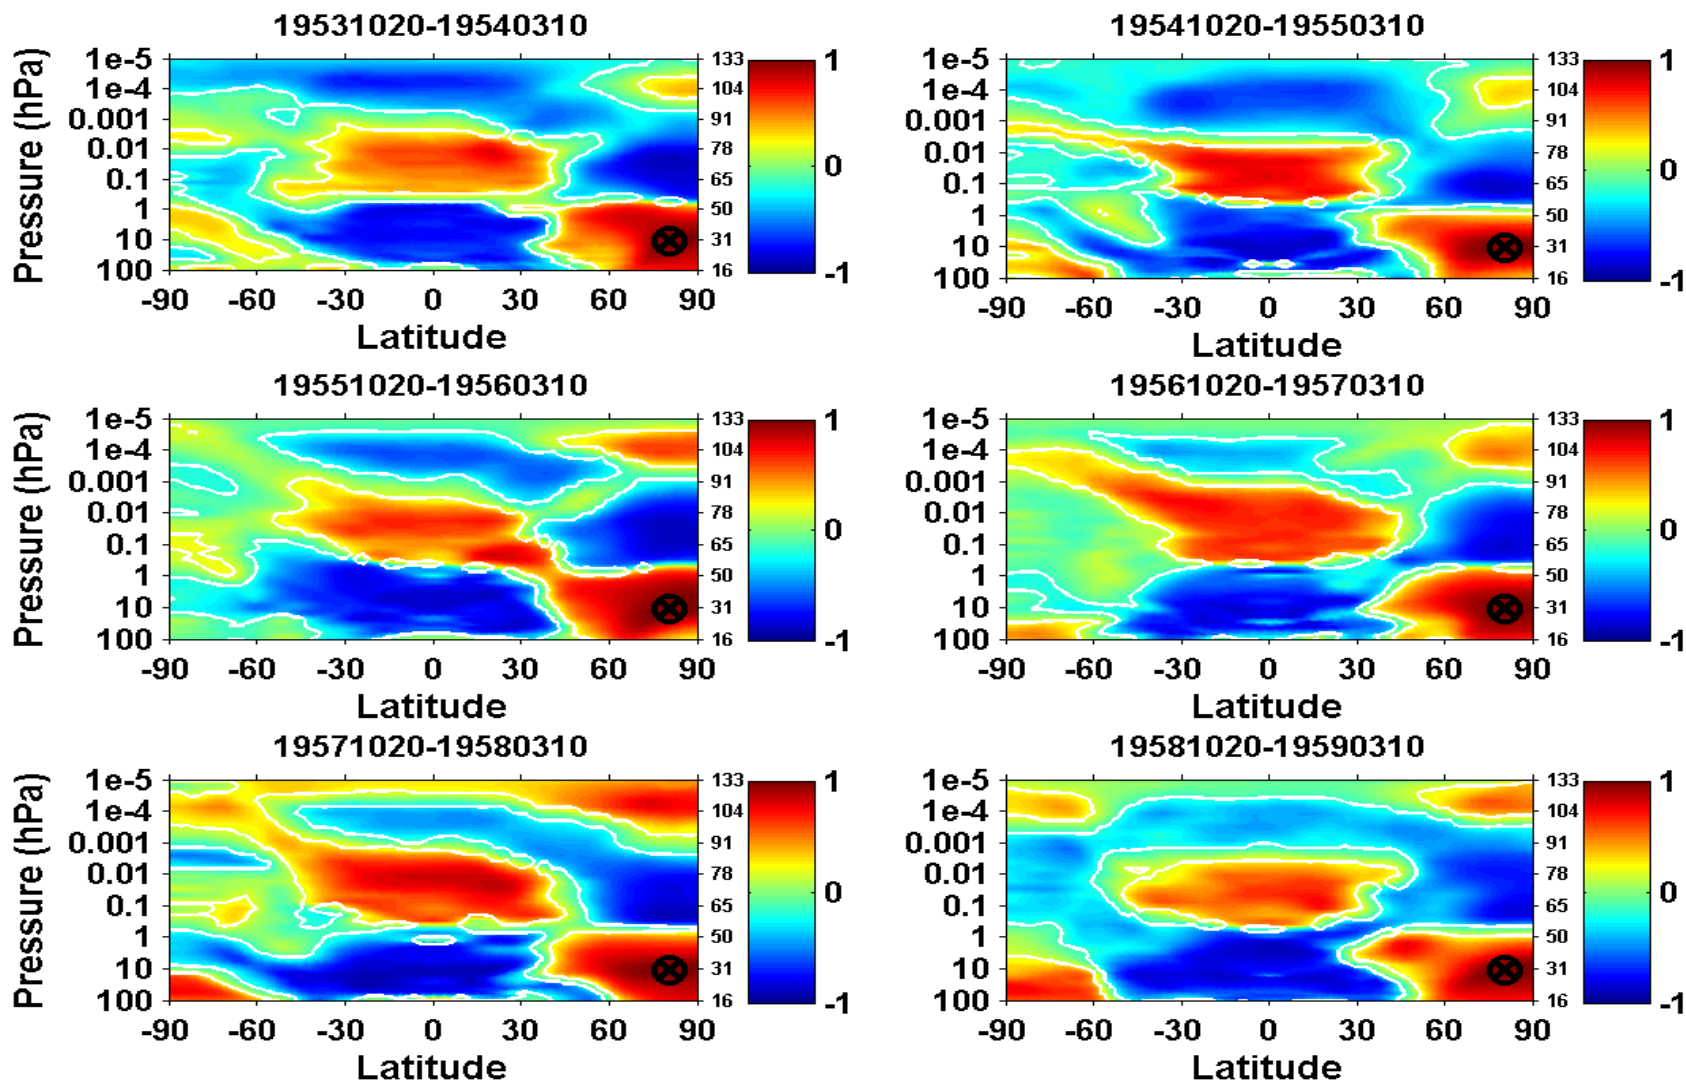 19531020-19540310 19541020-19550310
Pressure (hPa)
1e-5 133 1 1e-5 133 1
1e-4 104 1e-4 104
0.001 91 0.001 91
0.01 78 0.01 78
0 0
0.1 65 0.1 65
1 50 1 50
10 31 10 31
100 16 -1 100 16 -1
-90 -60 -30 0 30 60 90 -90 -60 -30 0 30 60 90
Latitude Latitude
19551020-19560310 19561020-19570310
Pressure (hPa)
1e-5 133 1 1e-5 133 1
1e-4 104 1e-4 104
0.001 91 0.001 91
0.01 78 0.01 78
0 0
0.1 65 0.1 65
1 50 1 50
10 31 10 31
100 16 -1 100 16 -1
-90 -60 -30 0 30 60 90 -90 -60 -30 0 30 60 90
Latitude Latitude
19571020-19580310 19581020-19590310
Pressure (hPa)
1e-5 133 1 1e-5 133 1
1e-4 104 1e-4 104
0.001 91 0.001 91
0.01 78 0.01 78
0 0
0.1 65 0.1 65
1 50 1 50
10 31 10 31
100 16 -1 100 16 -1
-90 -60 -30 0 30 60 90 -90 -60 -30 0 30 60 90
Latitude Latitude